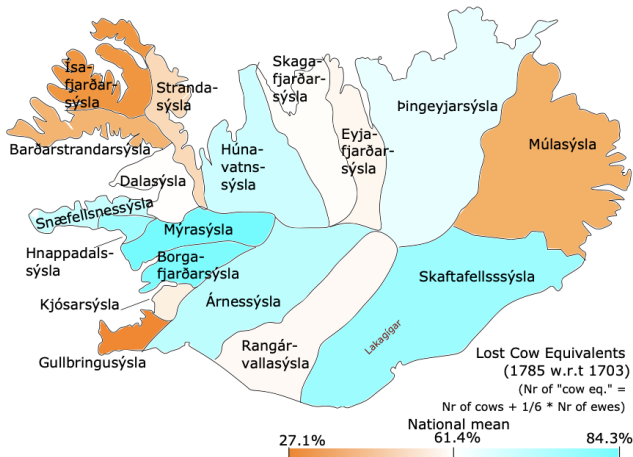 Ísa-
fjarðar-
sýsla
Stranda-
sýsla
Skaga-
fjarðar-
sýsla
Þingeyjarsýsla
Eyja-
fjarðar-
sýsla
Húna-
vatns-
sýsla
Múlasýsla
Barðarstrandarsýsla
Dalasýsla
Snæfellsnessýsla
Mýrasýsla
Hnappadals-
sýsla
Borga-
fjarðarsýsla
Skaftafellsssýsla
Kjósarsýsla
Árnessýsla
Lakagígar
Gullbringusýsla
Rangár-
vallasýsla
Lost Cow Equivalents
(1785 w.r.t 1703)
(Nr of "cow eq." =
Nr of cows + 1/6 * Nr of ewes)
National mean
27.1% 61.4% 84.3%